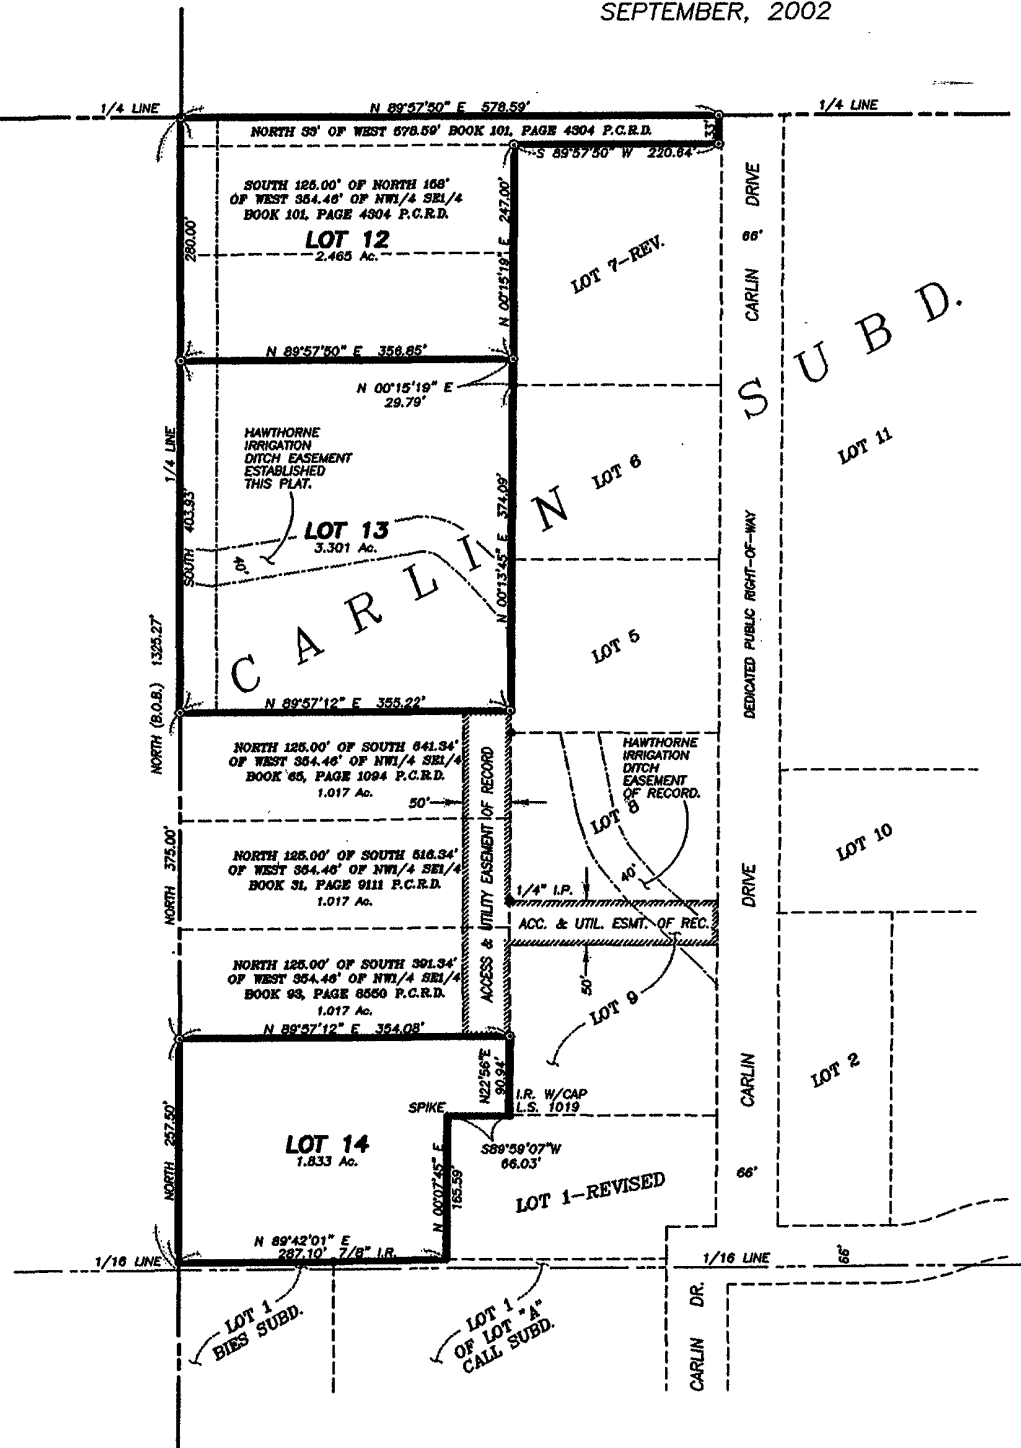 SEPTEMBER, 2002
1/4 LINE
N 89°57'50" E 578.59'
1/4 LINE
NORTH 33' OF WEST 578.59' BOOK 101, PAGE 4304 P.C.R.D.
33'
S 89°57'50" W 220.64'
SOUTH 125.00' OF NORTH 158'
OF WEST 354.46' OF NW1/4 SE1/4
BOOK 101, PAGE 4304 P.C.R.D.
LOT 12
2.465 Ac.
280.00'
N 00°15'19" E 247.00'
LOT 7-REV.
CARLIN DRIVE
66'
N 89°57'50" E 356.85'
N 00°15'19" E
29.79'
CARLIN SUBD.
1/4 LINE
HAWTHORNE
IRRIGATION
DITCH EASEMENT
ESTABLISHED
THIS PLAT.
LOT 6
LOT 11
SOUTH 403.93'
LOT 13
3.301 Ac.
40'
N 00°13'45" E 374.09'
DEDICATED PUBLIC RIGHT-OF-WAY
LOT 5
NORTH (B.O.B.) 1325.27'
N 89°57'12" E 355.22'
NORTH 125.00' OF SOUTH 641.34'
OF WEST 354.46' OF NW1/4 SE1/4
BOOK 65, PAGE 1094 P.C.R.D.
1.017 Ac.
50'
ACCESS & UTILITY EASEMENT OF RECORD
HAWTHORNE
IRRIGATION
DITCH
EASEMENT
OF RECORD.
LOT 8
40'
LOT 10
NORTH 375.00'
NORTH 125.00' OF SOUTH 516.34'
OF WEST 354.46' OF NW1/4 SE1/4
BOOK 31, PAGE 9111 P.C.R.D.
1.017 Ac.
1/4" I.P.
ACC. & UTIL. ESMT. OF REC.
50'
CARLIN DRIVE
NORTH 125.00' OF SOUTH 391.34'
OF WEST 354.46' OF NW1/4 SE1/4
BOOK 93, PAGE 8550 P.C.R.D.
1.017 Ac.
LOT 9
N 89°57'12" E 354.08'
N22'56"E
90.94'
LOT 2
SPIKE
I.R. W/CAP
L.S. 1019
NORTH 257.50'
LOT 14
1.833 Ac.
S89°59'07"W
66.03'
N 00°07'45" E
165.59'
LOT 1-REVISED
66'
N 89°42'01" E
287.10' 7/8" I.R.
1/16 LINE
1/16 LINE
66'
LOT 1
BIES SUBD.
LOT 1
OF LOT "A"
CALL SUBD.
CARLIN DR.